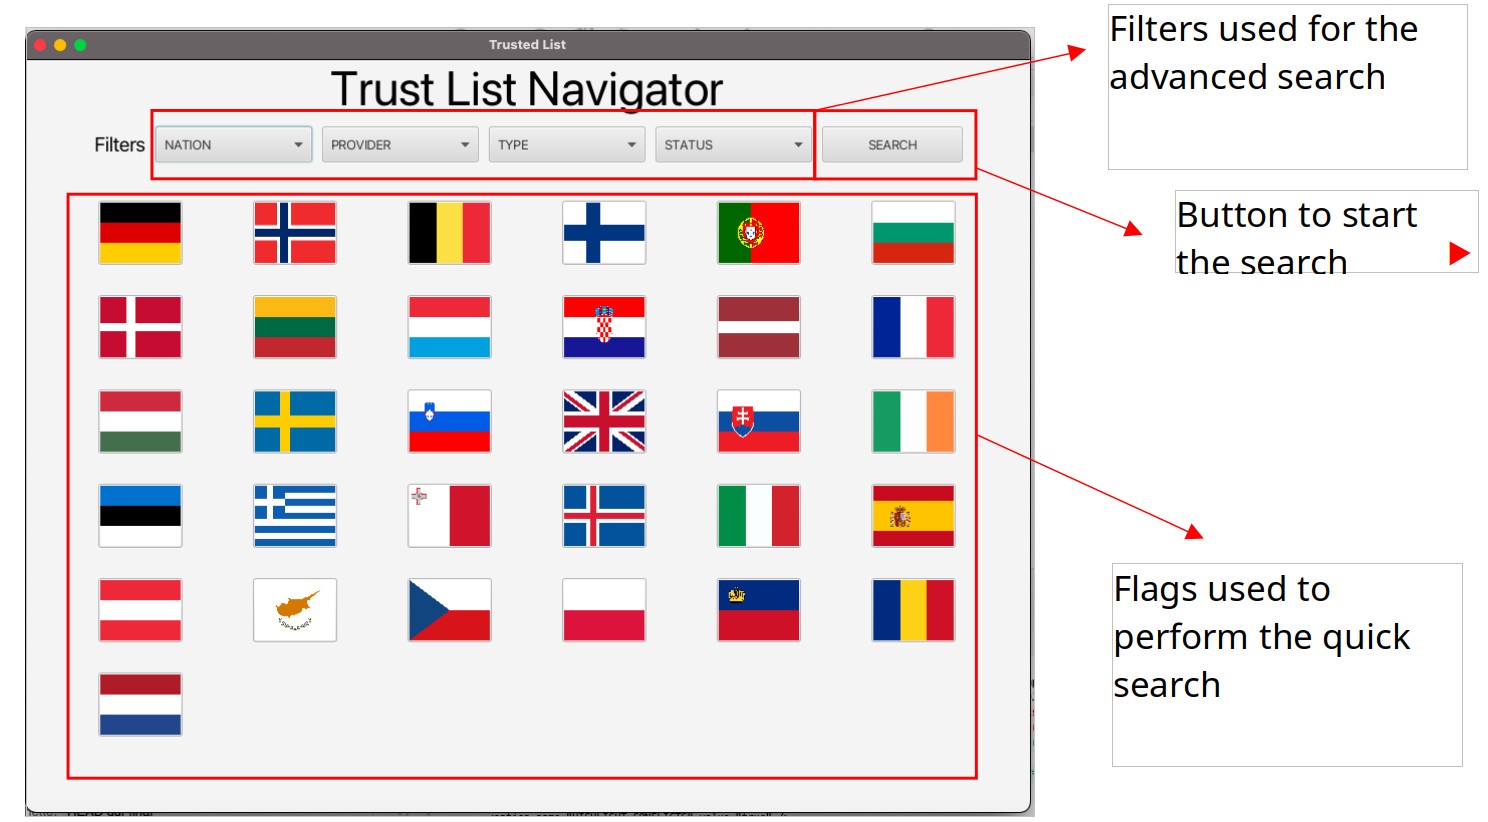 Trusted List
Trust List Navigator
Filters
NATION
PROVIDER
TYPE
STATUS
SEARCH
Filters used for the
advanced search
Button to start
the search
Flags used to
perform the quick
search